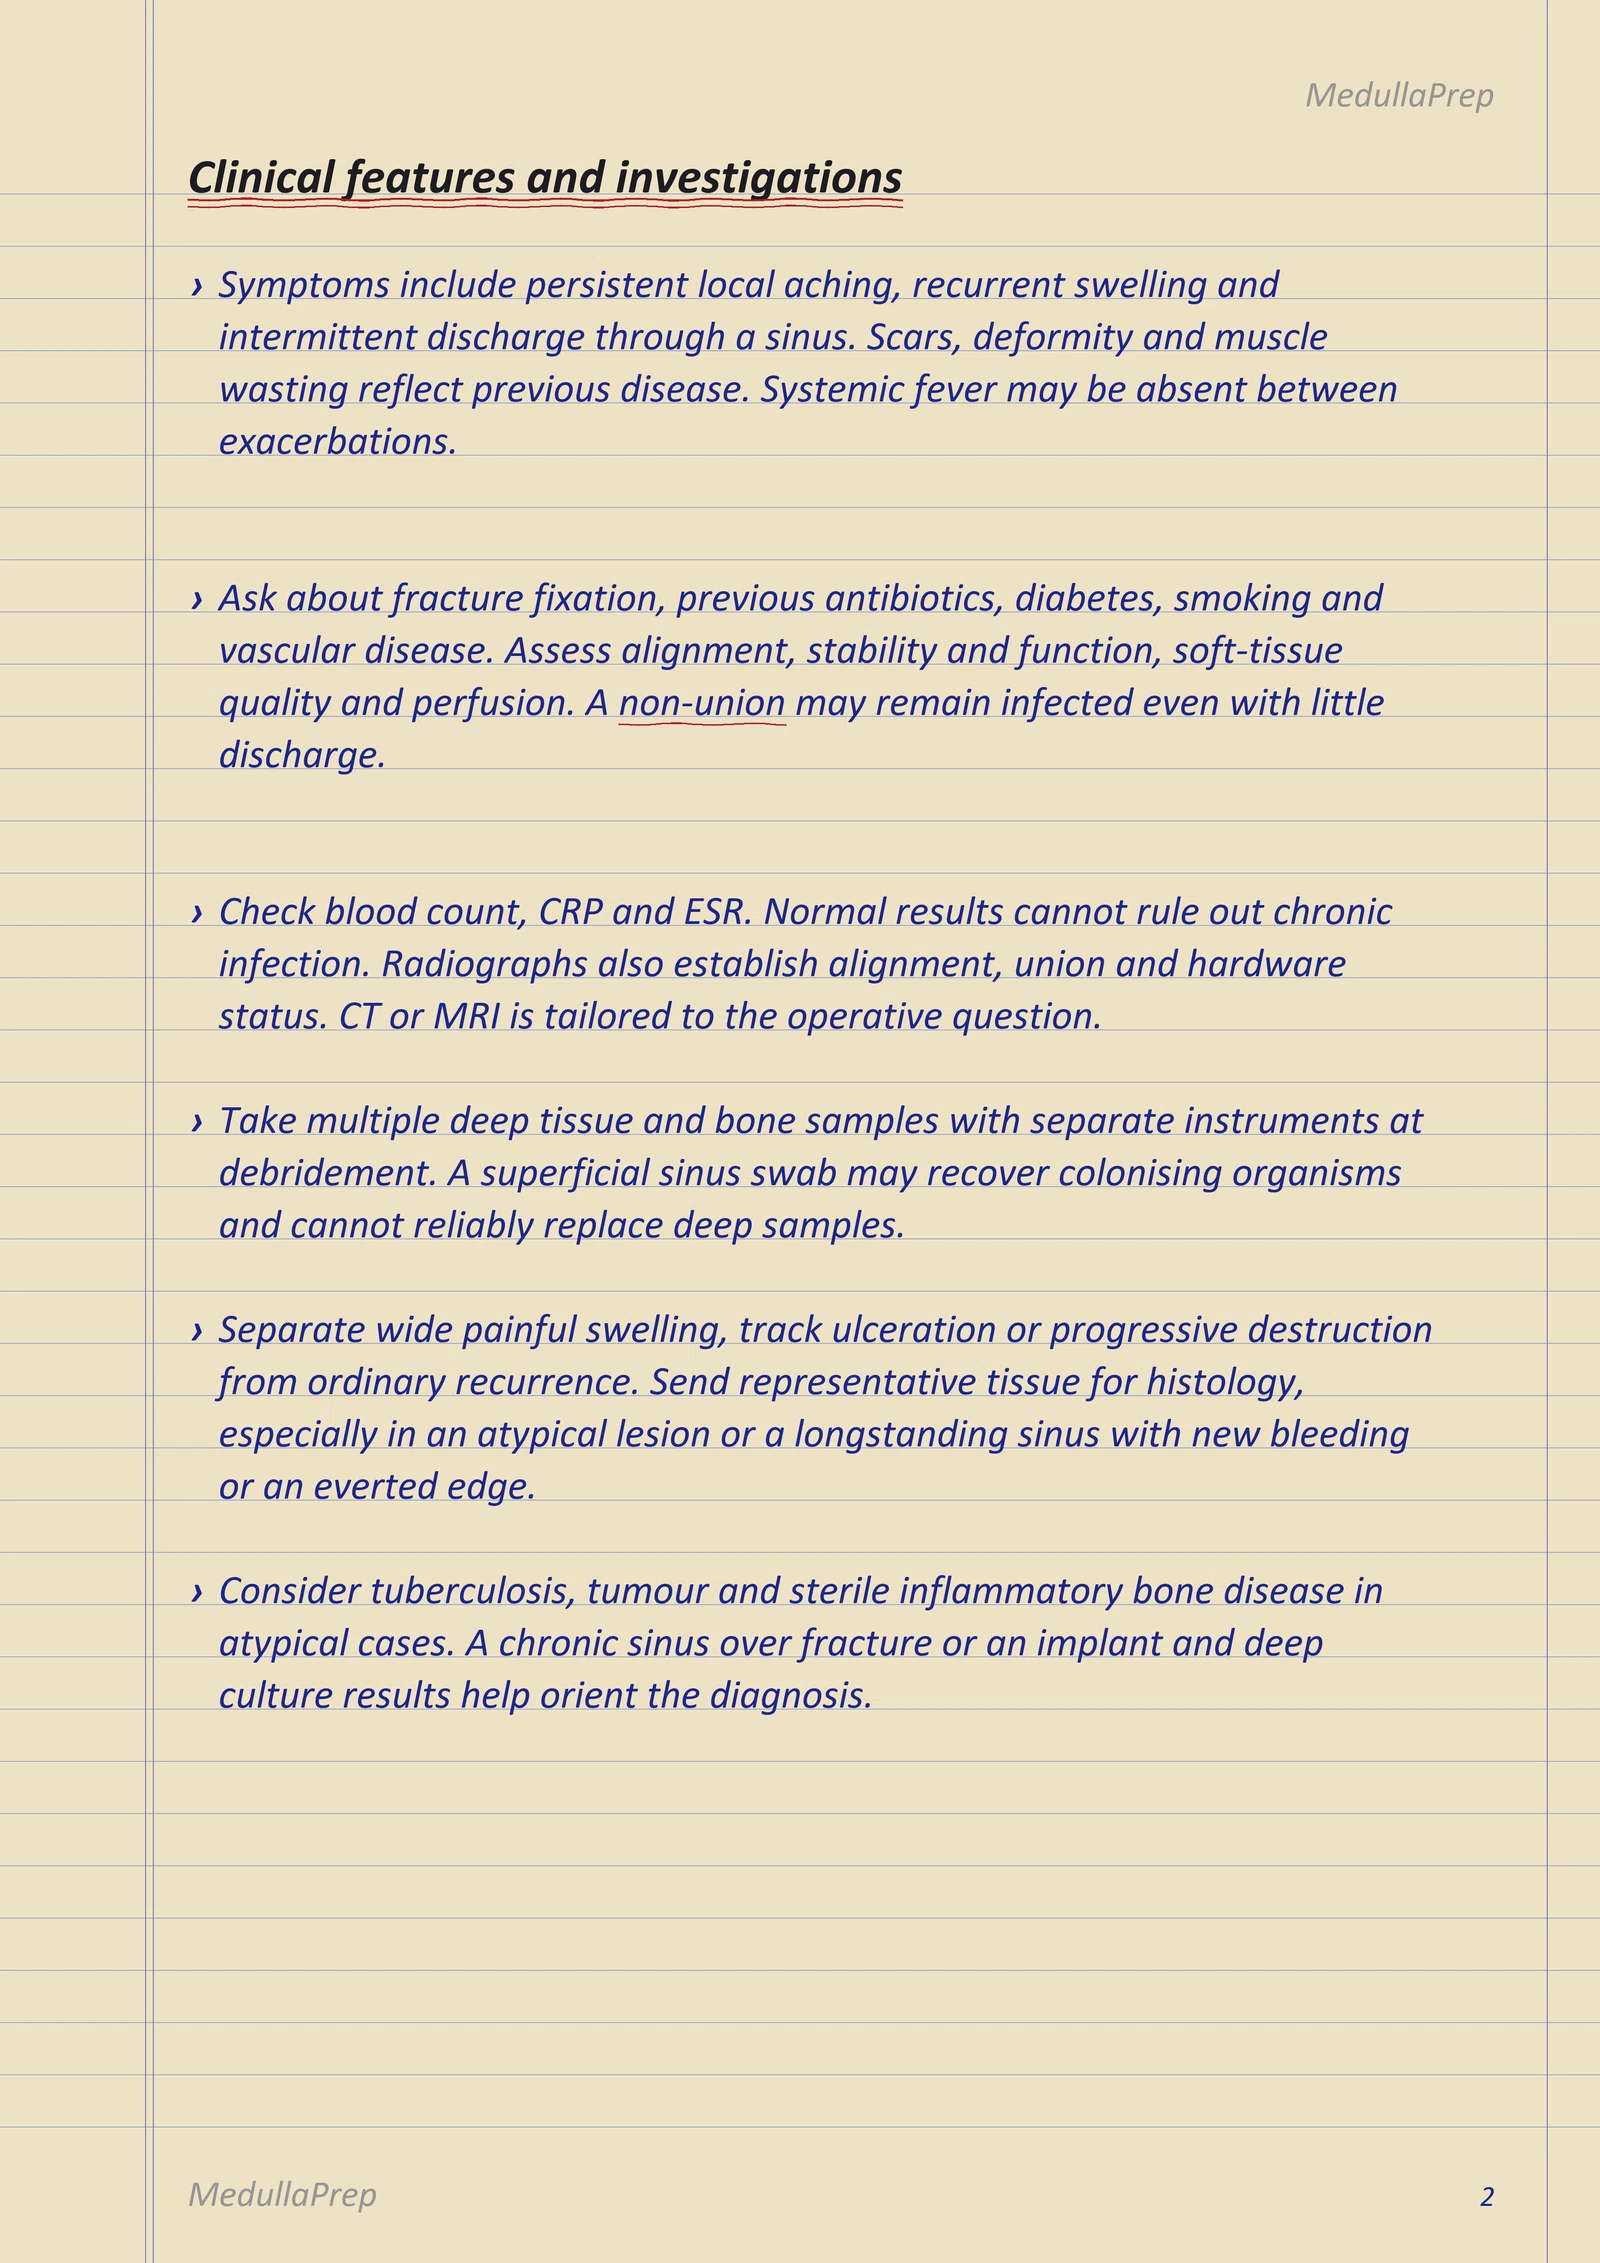 MedullaPrep
Clinical features and investigations
› Symptoms include persistent local aching, recurrent swelling and
intermittent discharge through a sinus. Scars, deformity and muscle
wasting reflect previous disease. Systemic fever may be absent between
exacerbations.
› Ask about fracture fixation, previous antibiotics, diabetes, smoking and
vascular disease. Assess alignment, stability and function, soft-tissue
quality and perfusion. A non-union may remain infected even with little
discharge.
› Check blood count, CRP and ESR. Normal results cannot rule out chronic
infection. Radiographs also establish alignment, union and hardware
status. CT or MRI is tailored to the operative question.
› Take multiple deep tissue and bone samples with separate instruments at
debridement. A superficial sinus swab may recover colonising organisms
and cannot reliably replace deep samples.
› Separate wide painful swelling, track ulceration or progressive destruction
from ordinary recurrence. Send representative tissue for histology,
especially in an atypical lesion or a longstanding sinus with new bleeding
or an everted edge.
› Consider tuberculosis, tumour and sterile inflammatory bone disease in
atypical cases. A chronic sinus over fracture or an implant and deep
culture results help orient the diagnosis.
MedullaPrep
2